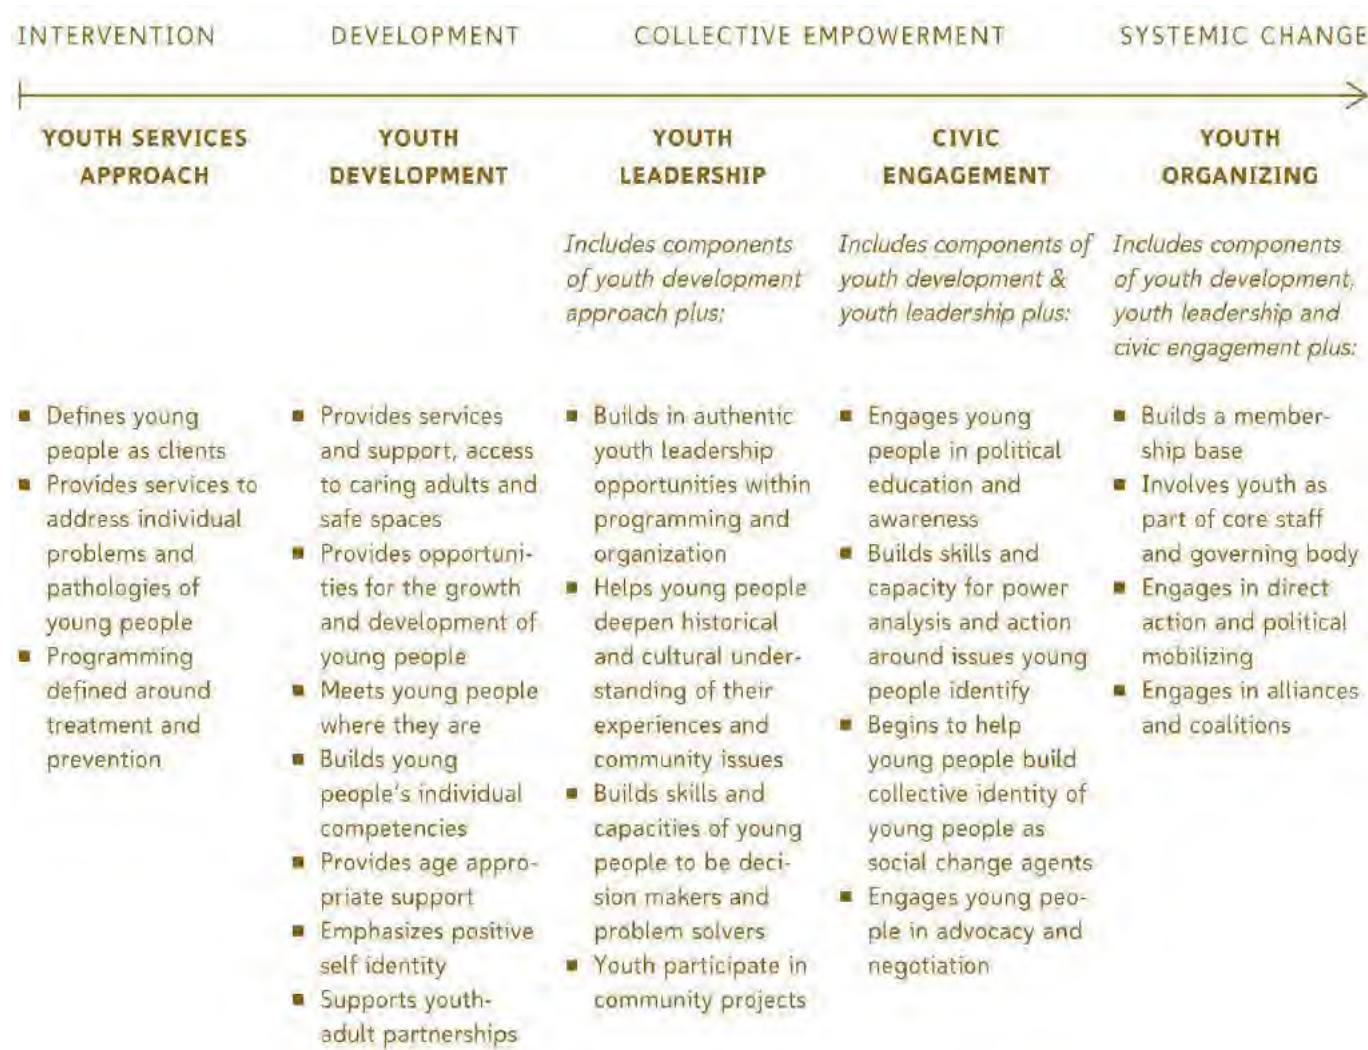 INTERVENTION
DEVELOPMENT
COLLECTIVE EMPOWERMENT
SYSTEMIC CHANGE
YOUTH SERVICES
APPROACH
■ Defines young
people as clients
■ Provides services to
address individual
problems and
pathologies of
young people
■ Programming
defined around
treatment and
prevention
YOUTH
DEVELOPMENT
■ Provides services
and support, access
to caring adults and
safe spaces
■ Provides opportuni-
ties for the growth
and development of
young people
■ Meets young people
where they are
■ Builds young
people's individual
competencies
■ Provides age appro-
priate support
■ Emphasizes positive
self identity
■ Supports youth-
adult partnerships
YOUTH
LEADERSHIP
Includes components
of youth development
approach plus:
■ Builds in authentic
youth leadership
opportunities within
programming and
organization
■ Helps young people
deepen historical
and cultural under-
standing of their
experiences and
community issues
■ Builds skills and
capacities of young
people to be deci-
sion makers and
problem solvers
■ Youth participate in
community projects
CIVIC
ENGAGEMENT
Includes components of
youth development &
youth leadership plus:
■ Engages young
people in political
education and
awareness
■ Builds skills and
capacity for power
analysis and action
around issues young
people identify
■ Begins to help
young people build
collective identity of
young people as
social change agents
■ Engages young peo-
ple in advocacy and
negotiation
YOUTH
ORGANIZING
Includes components
of youth development,
youth leadership and
civic engagement plus:
■ Builds a member-
ship base
■ Involves youth as
part of core staff
and governing body
■ Engages in direct
action and political
mobilizing
■ Engages in alliances
and coalitions